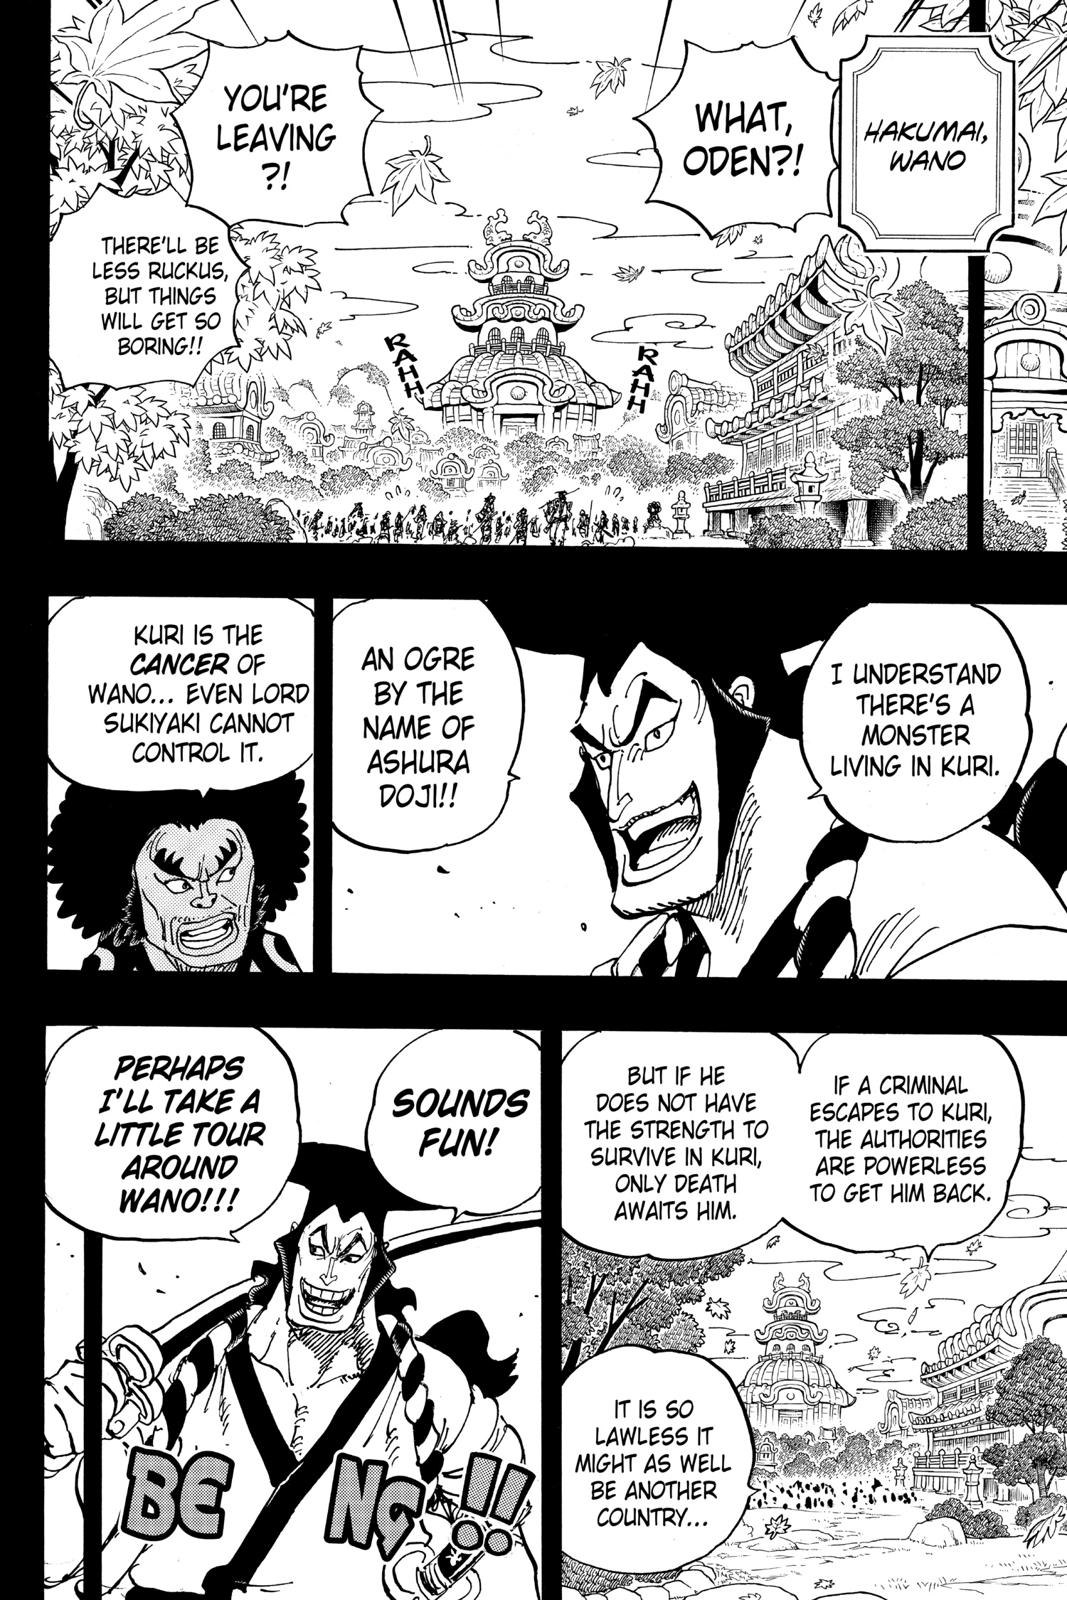 HAKUMAI,
WANO
WHAT,
ODEN?!
YOU'RE
LEAVING
?!
THERE'LL BE
LESS RUCKUS,
BUT THINGS
WILL GET SO
BORING!!
RAHH
RAHH
I UNDERSTAND
THERE'S A
MONSTER
LIVING IN KURI.
AN OGRE
BY THE
NAME OF
ASHURA
DOJI!!
KURI IS THE
CANCER OF
WANO... EVEN LORD
SUKIYAKI CANNOT
CONTROL IT.
IF A CRIMINAL
ESCAPES TO KURI,
THE AUTHORITIES
ARE POWERLESS
TO GET HIM BACK.
BUT IF HE
DOES NOT HAVE
THE STRENGTH TO
SURVIVE IN KURI,
ONLY DEATH
AWAITS HIM.
IT IS SO
LAWLESS IT
MIGHT AS WELL
BE ANOTHER
COUNTRY...
SOUNDS
FUN!
PERHAPS
I'LL TAKE A
LITTLE TOUR
AROUND
WANO!!!
BENG!!